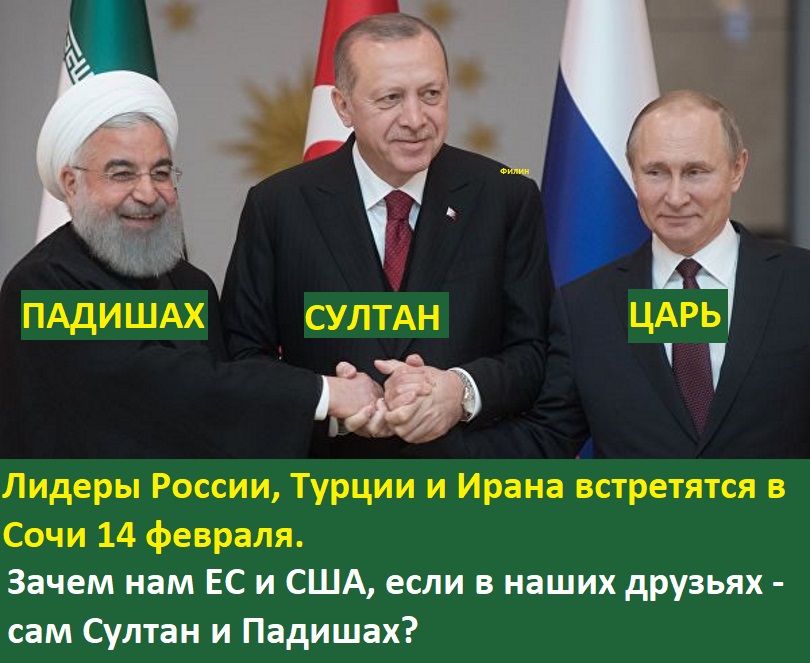 Филин
ПАДИШАХ
СУЛТАН
ЦАРЬ
Лидеры России, Турции и Ирана встретятся в
Сочи 14 февраля.
Зачем нам ЕС и США, если в наших друзьях -
сам Султан и Падишах?